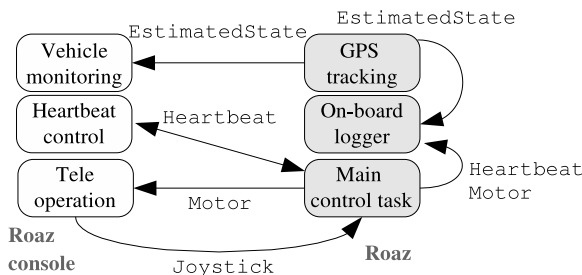 EstimatedState
EstimatedState
Vehicle
monitoring
GPS
tracking
Heartbeat
control
Heartbeat
On-board
logger
Tele
operation
Motor
Main
control task
Heartbeat
Motor
Roaz
console
Joystick
Roaz